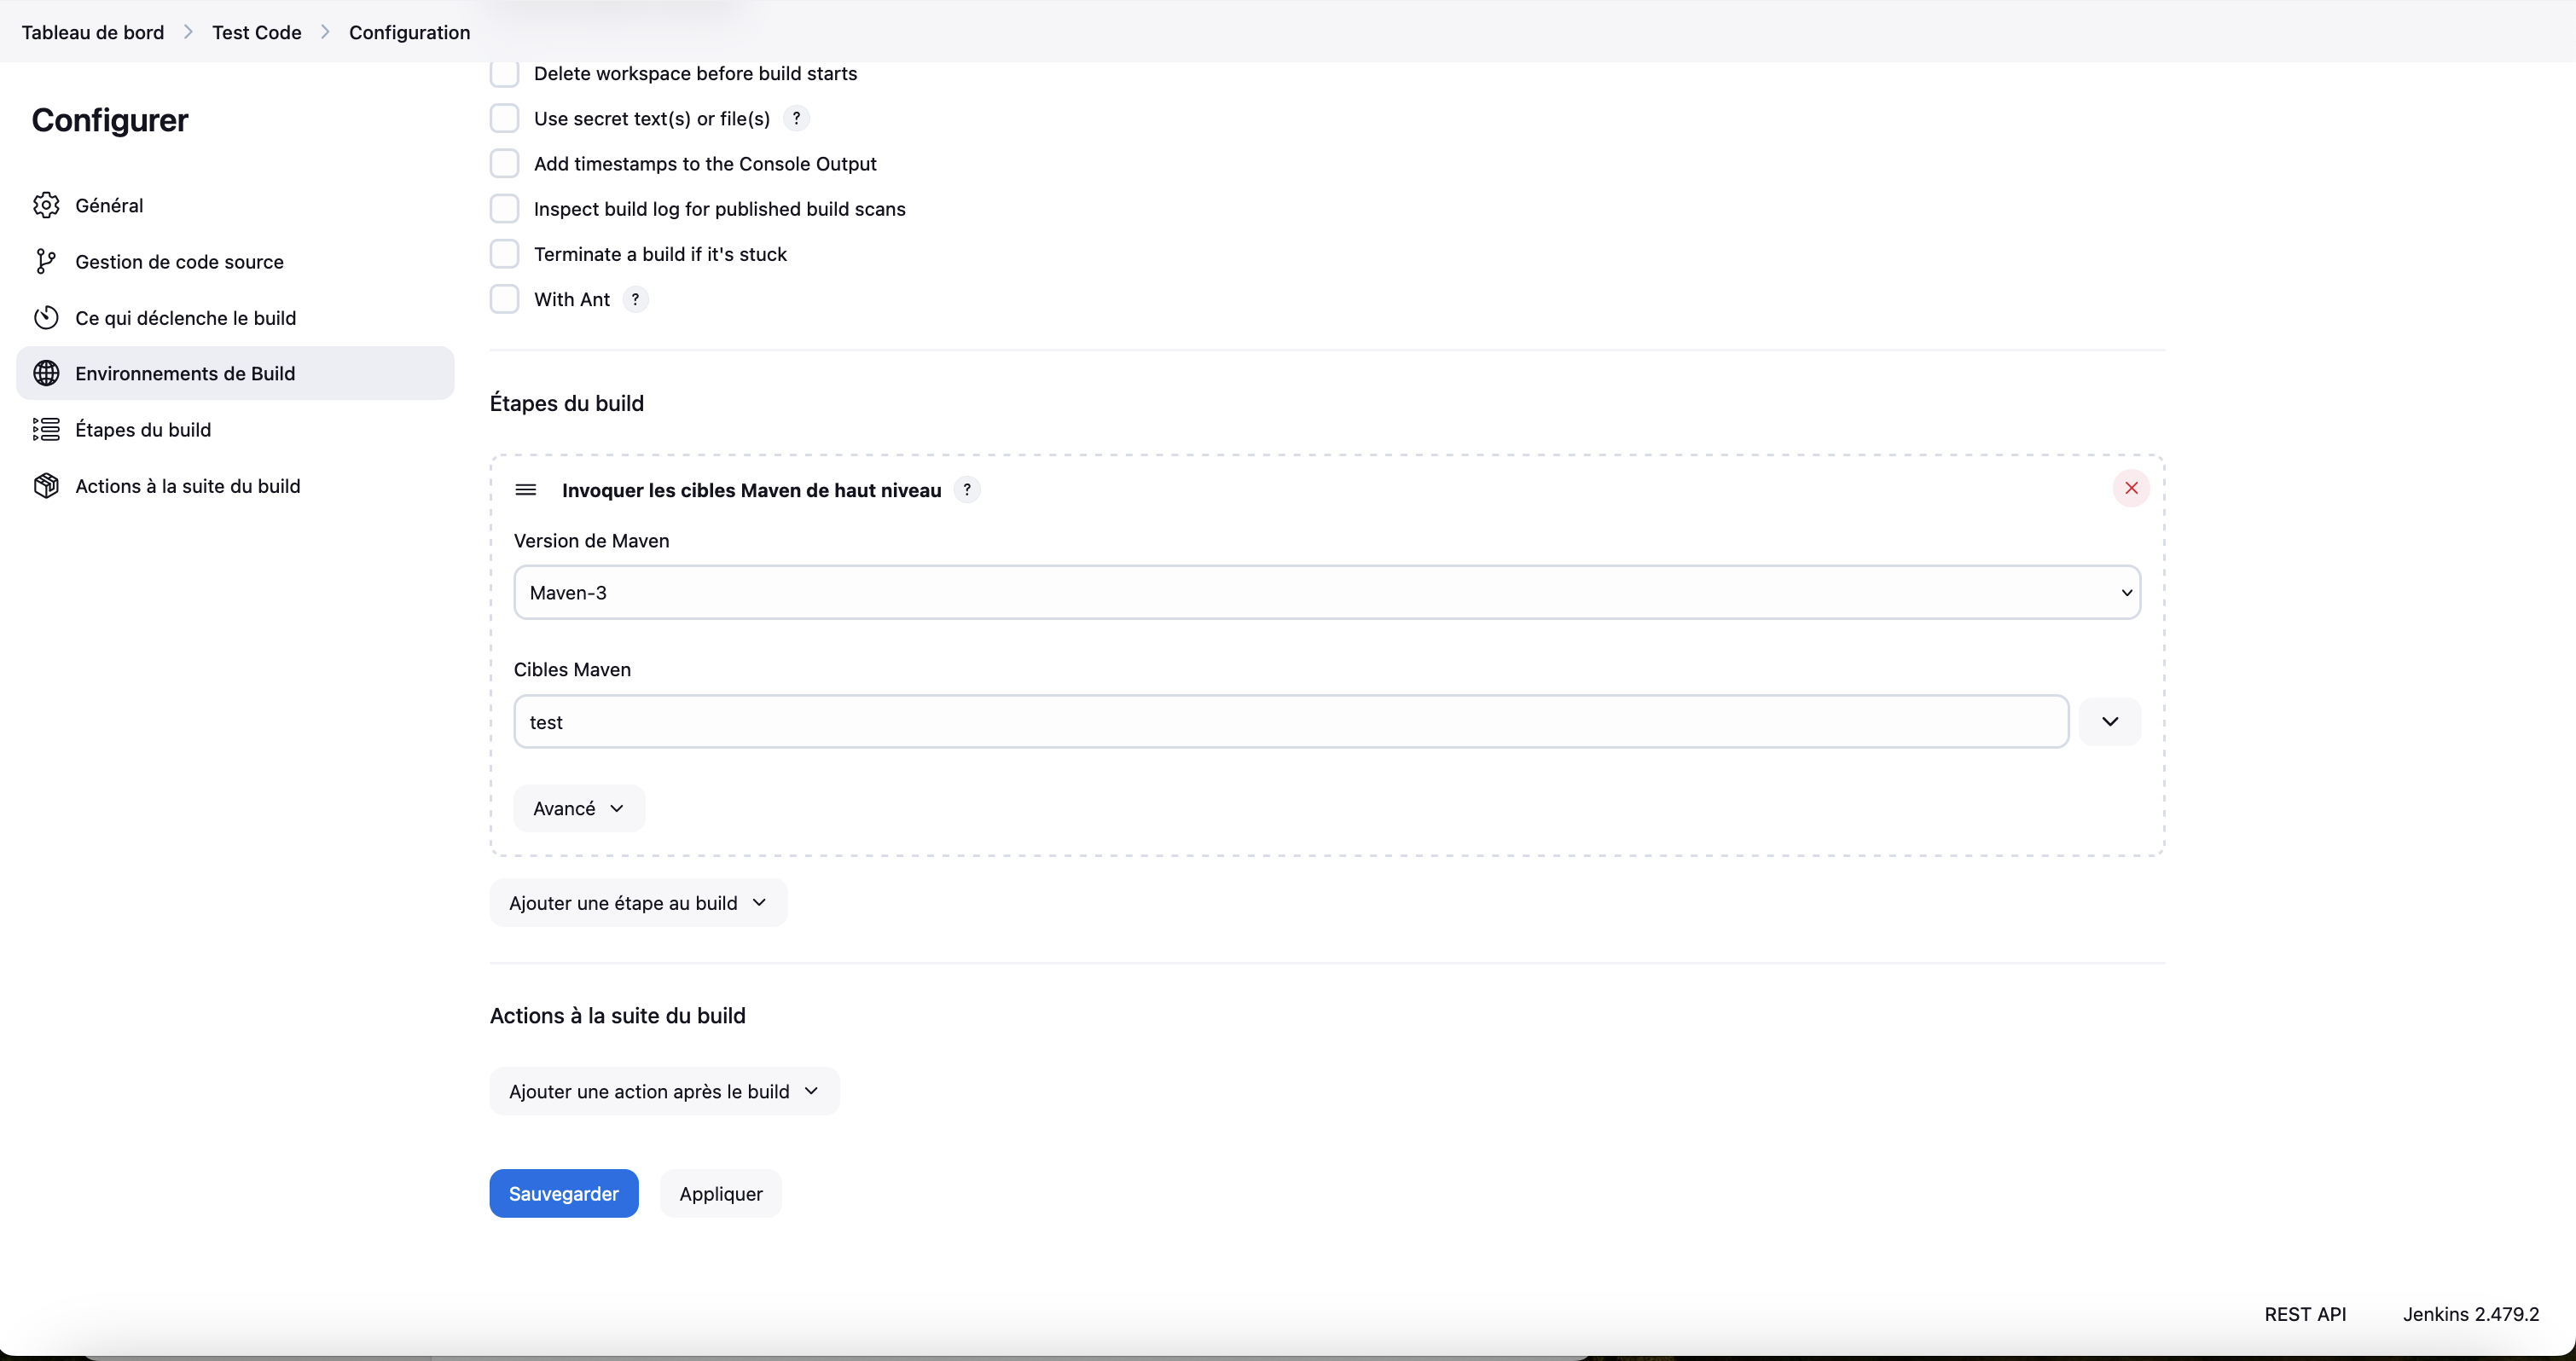 Tableau de bord > Test Code > Configuration
Configurer
Général
Gestion de code source
Ce qui déclenche le build
Environnements de Build
Étapes du build
Actions à la suite du build
Delete workspace before build starts
Use secret text(s) or file(s) ?
Add timestamps to the Console Output
Inspect build log for published build scans
Terminate a build if it's stuck
With Ant ?
Étapes du build
Invoquer les cibles Maven de haut niveau ?
Version de Maven
Maven-3
Cibles Maven
test
Avancé
Ajouter une étape au build
Actions à la suite du build
Ajouter une action après le build
Sauvegarder Appliquer
REST API Jenkins 2.479.2